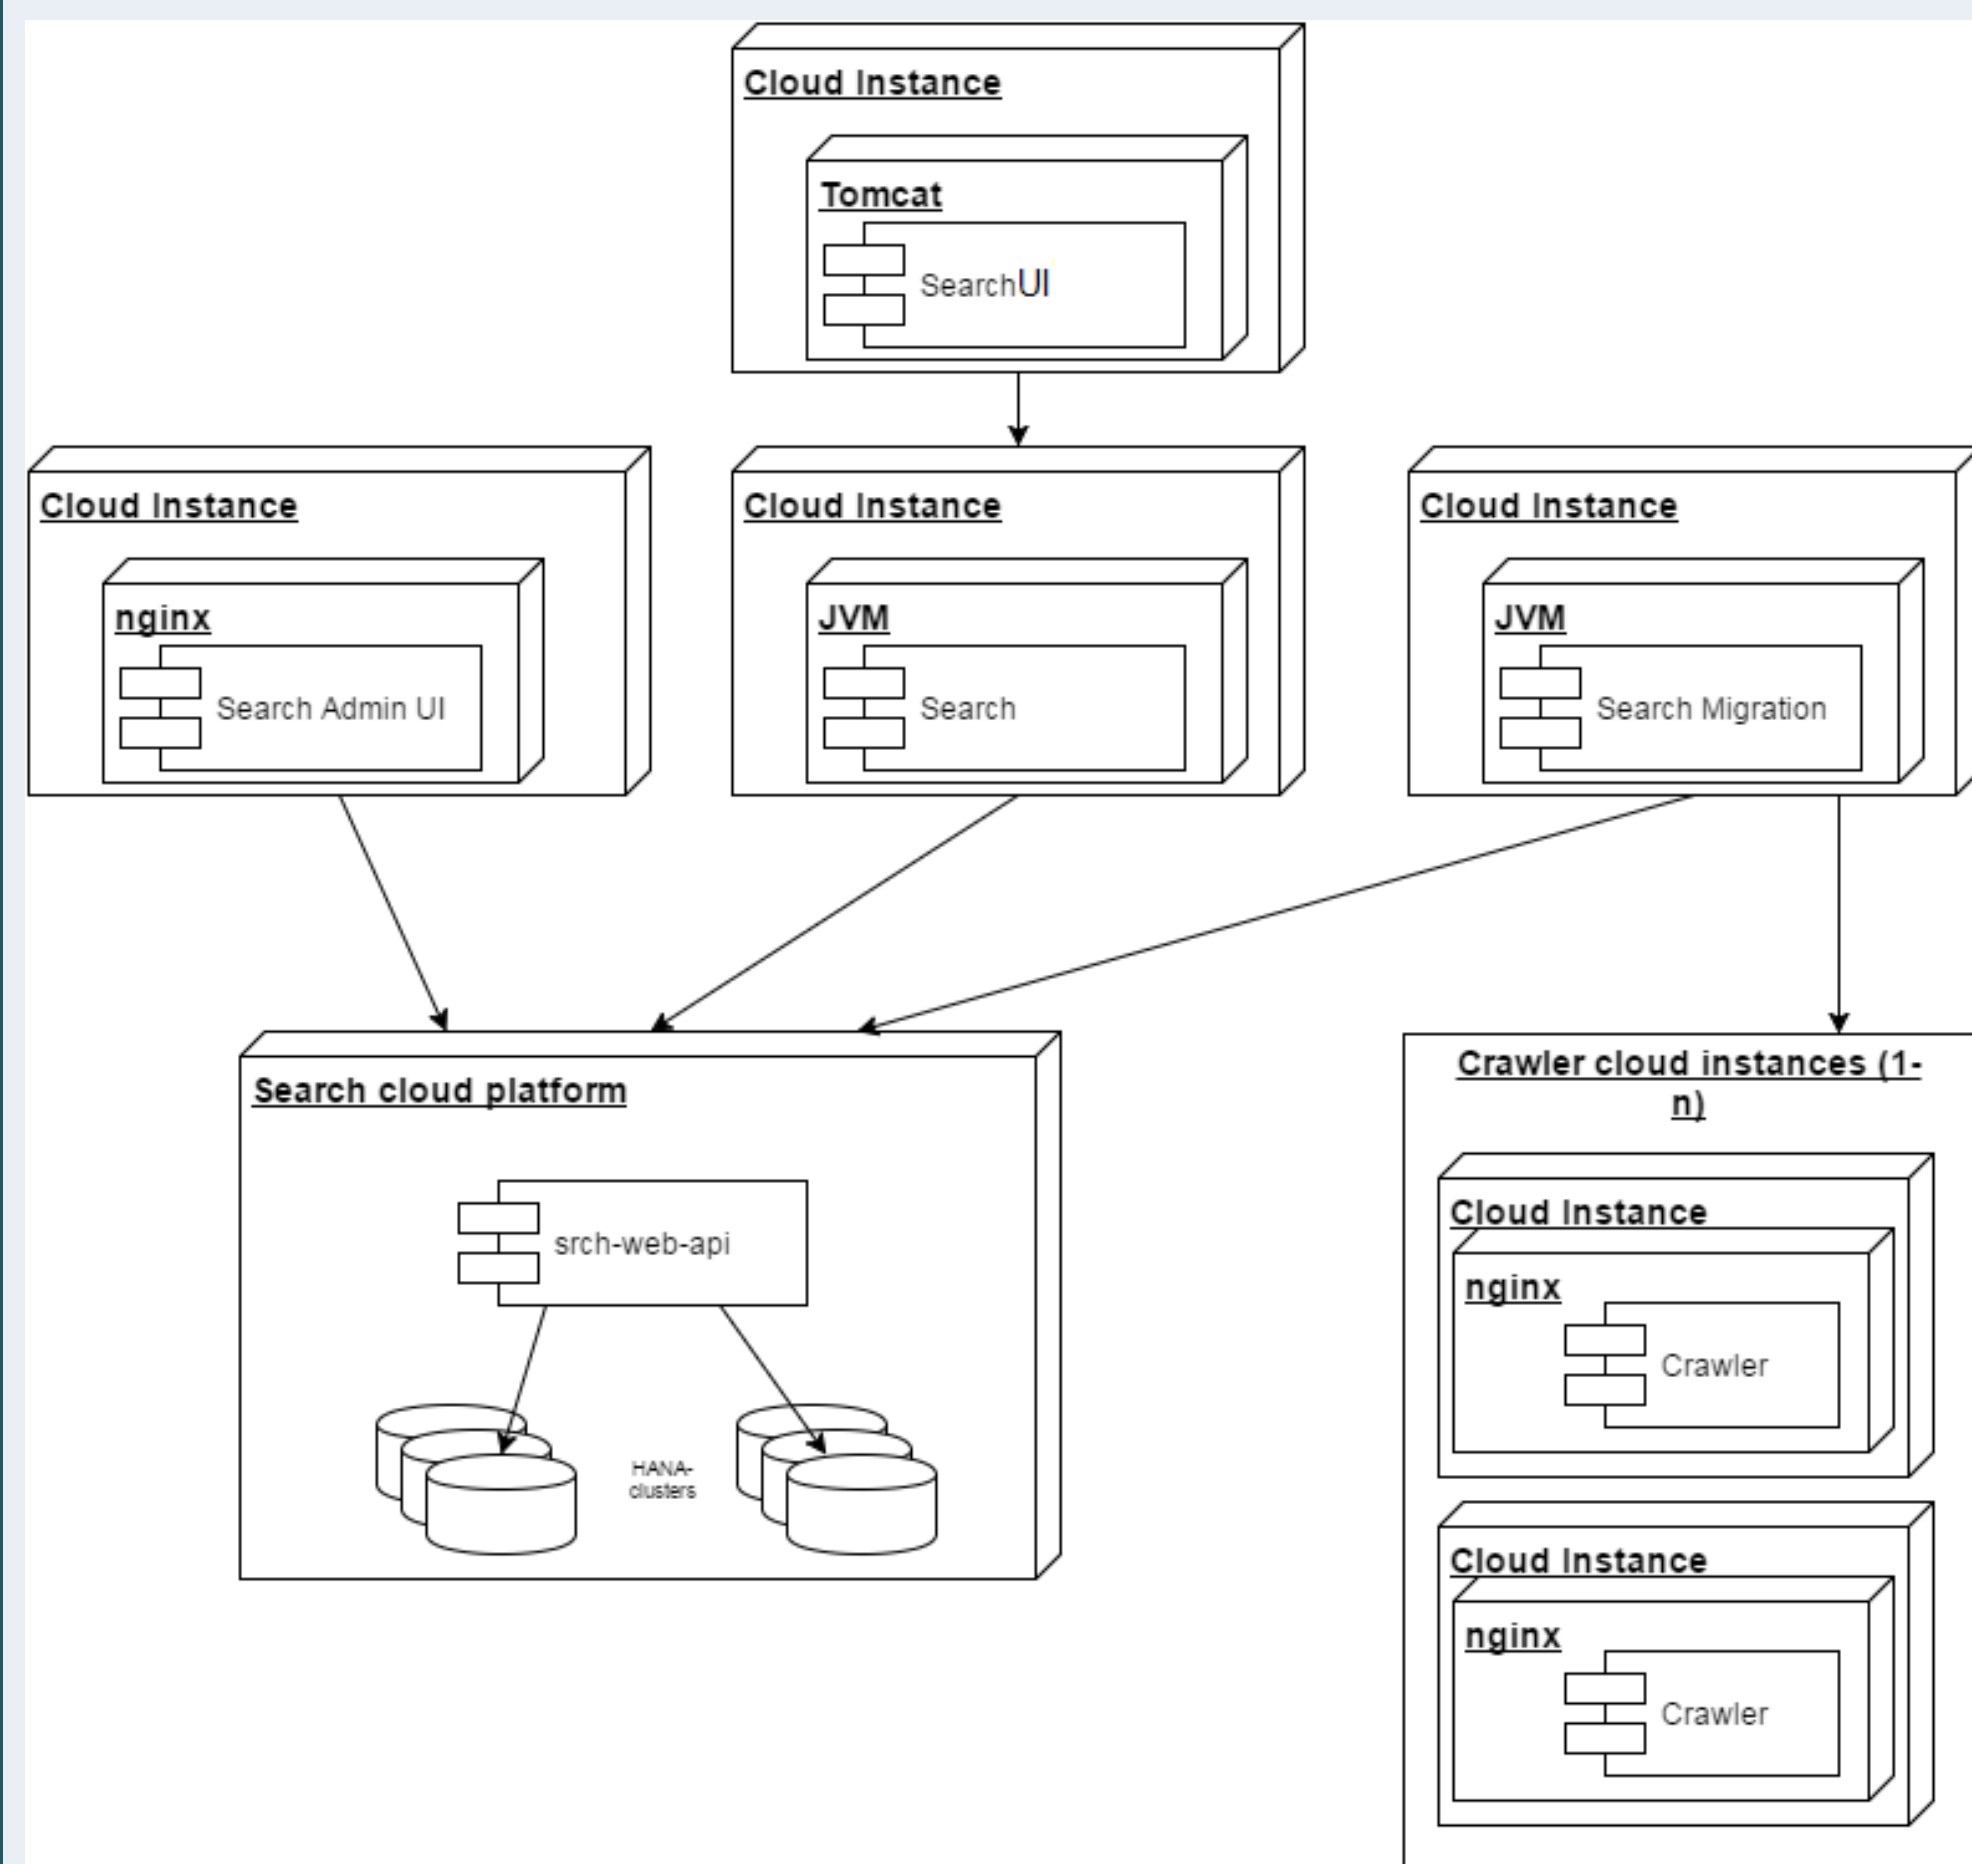 Cloud Instance
Tomcat
SearchUI
Cloud Instance
nginx
Search Admin UI
Cloud Instance
JVM
Search
Cloud Instance
JVM
Search Migration
Search cloud platform
srch-web-api
HANA-
clusters
Crawler cloud instances (1-
n)
Cloud Instance
nginx
Crawler
Cloud Instance
nginx
Crawler